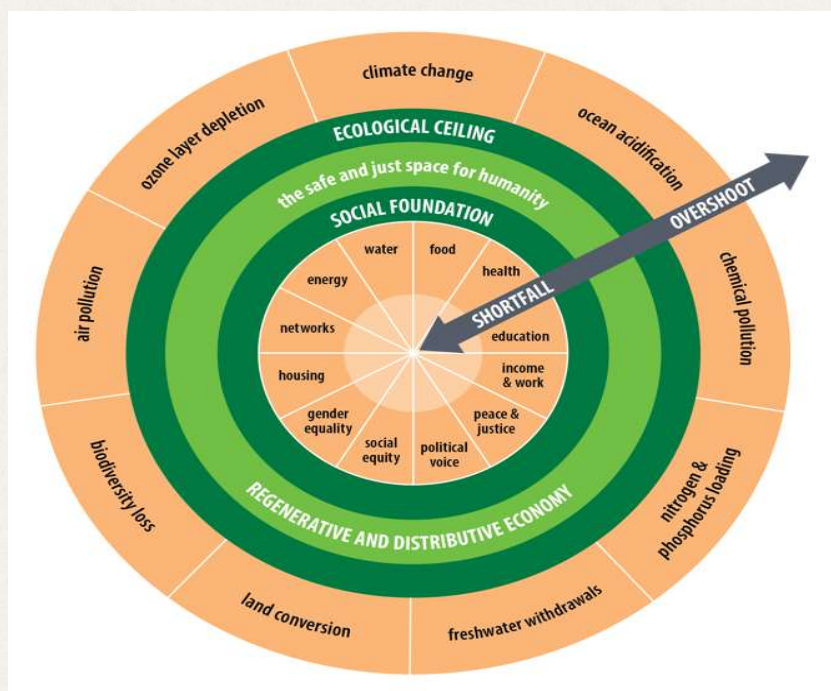 climate change
ocean acidification
chemical pollution
nitrogen &
phosphorus loading
freshwater withdrawals
land conversion
biodiversity loss
air pollution
ozone layer depletion
ECOLOGICAL CEILING
the safe and just space for humanity
SOCIAL FOUNDATION
OVERSHOOT
SHORTFALL
water
food
health
education
income
& work
peace &
justice
political
voice
social
equity
gender
equality
housing
networks
energy
REGENERATIVE AND DISTRIBUTIVE ECONOMY